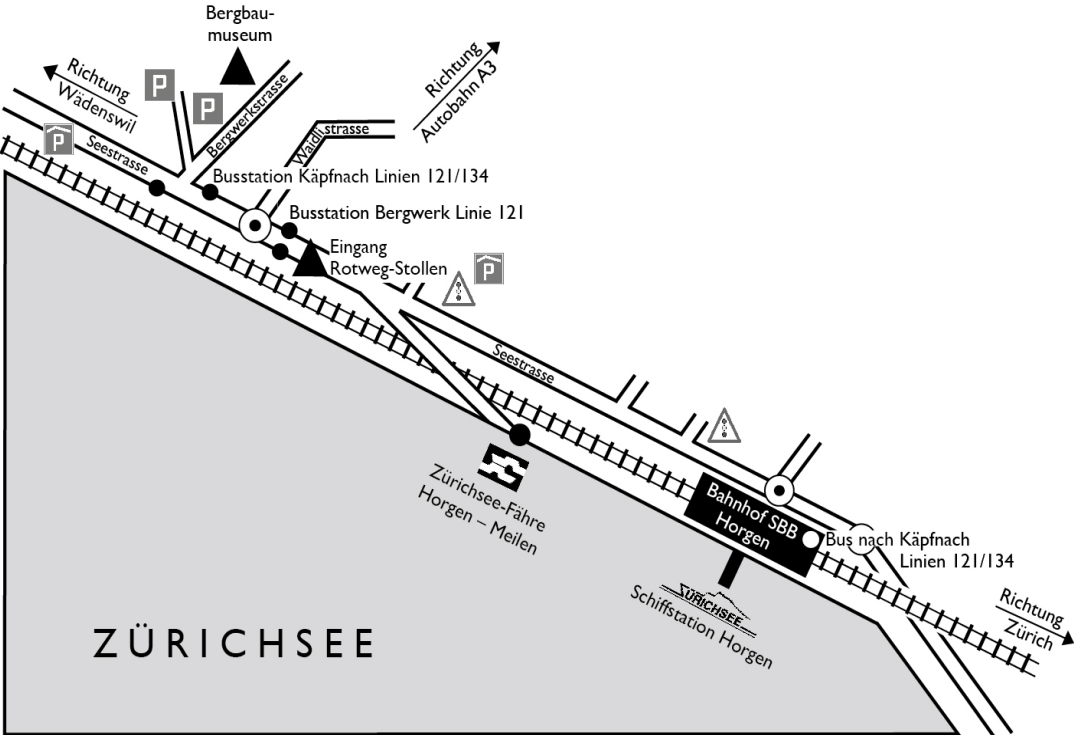 Bergbau-
museum
Richtung
Wädenswil
P
P
Bergwerkstrasse
Richtung
Autobahn A3
Waidlistrasse
P
Seestrasse
Busstation Käpfnach Linien 121/134
Busstation Bergwerk Linie 121
Eingang
Rotweg-Stollen
P
Seestrasse
Zürichsee-Fähre
Horgen – Meilen
Bahnhof SBB
Horgen
Bus nach Käpfnach
Linien 121/134
ZÜRICHSEE
Schiffstation Horgen
Richtung
Zürich
ZÜRICHSEE